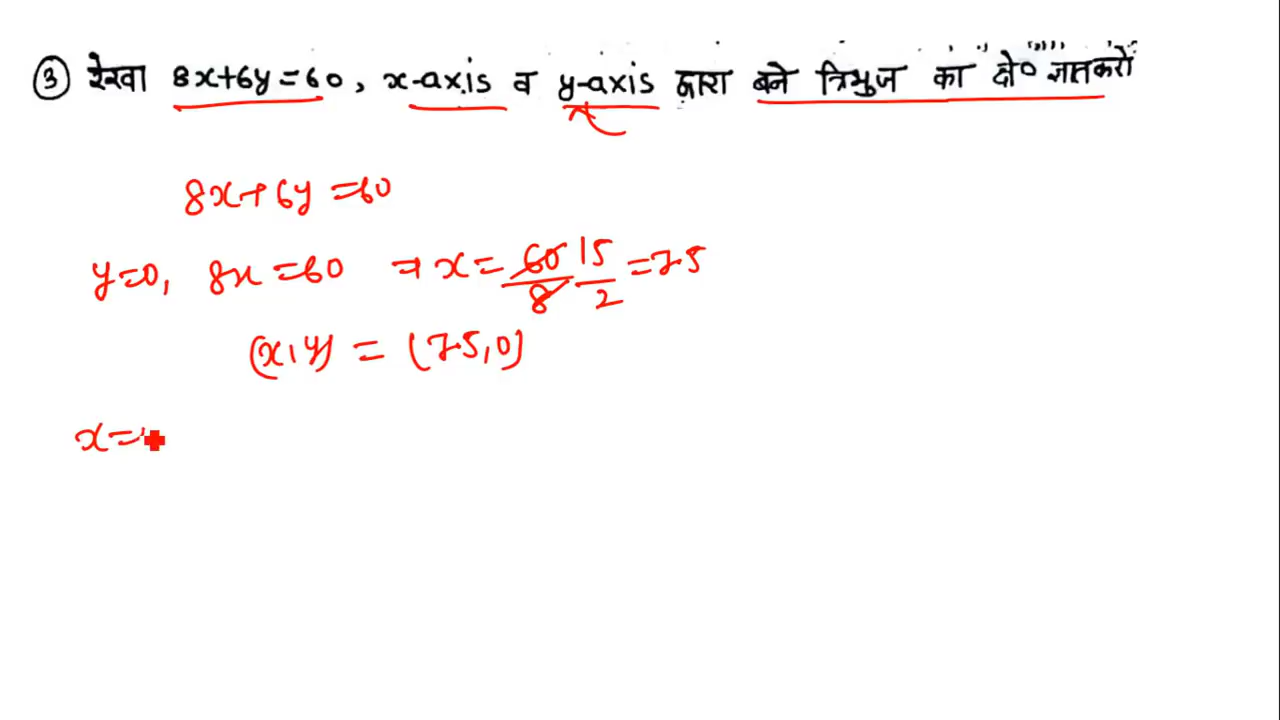 ③ रेखा 8x+6y=60, x-axis व y-axis द्वारा बने त्रिभुज का क्षे० ज्ञात करो
8x+6y=60
y=0, 8x=60 ⇒ x= 60/8 15/2 =7.5
(x,y) = (7.5,0)
x=